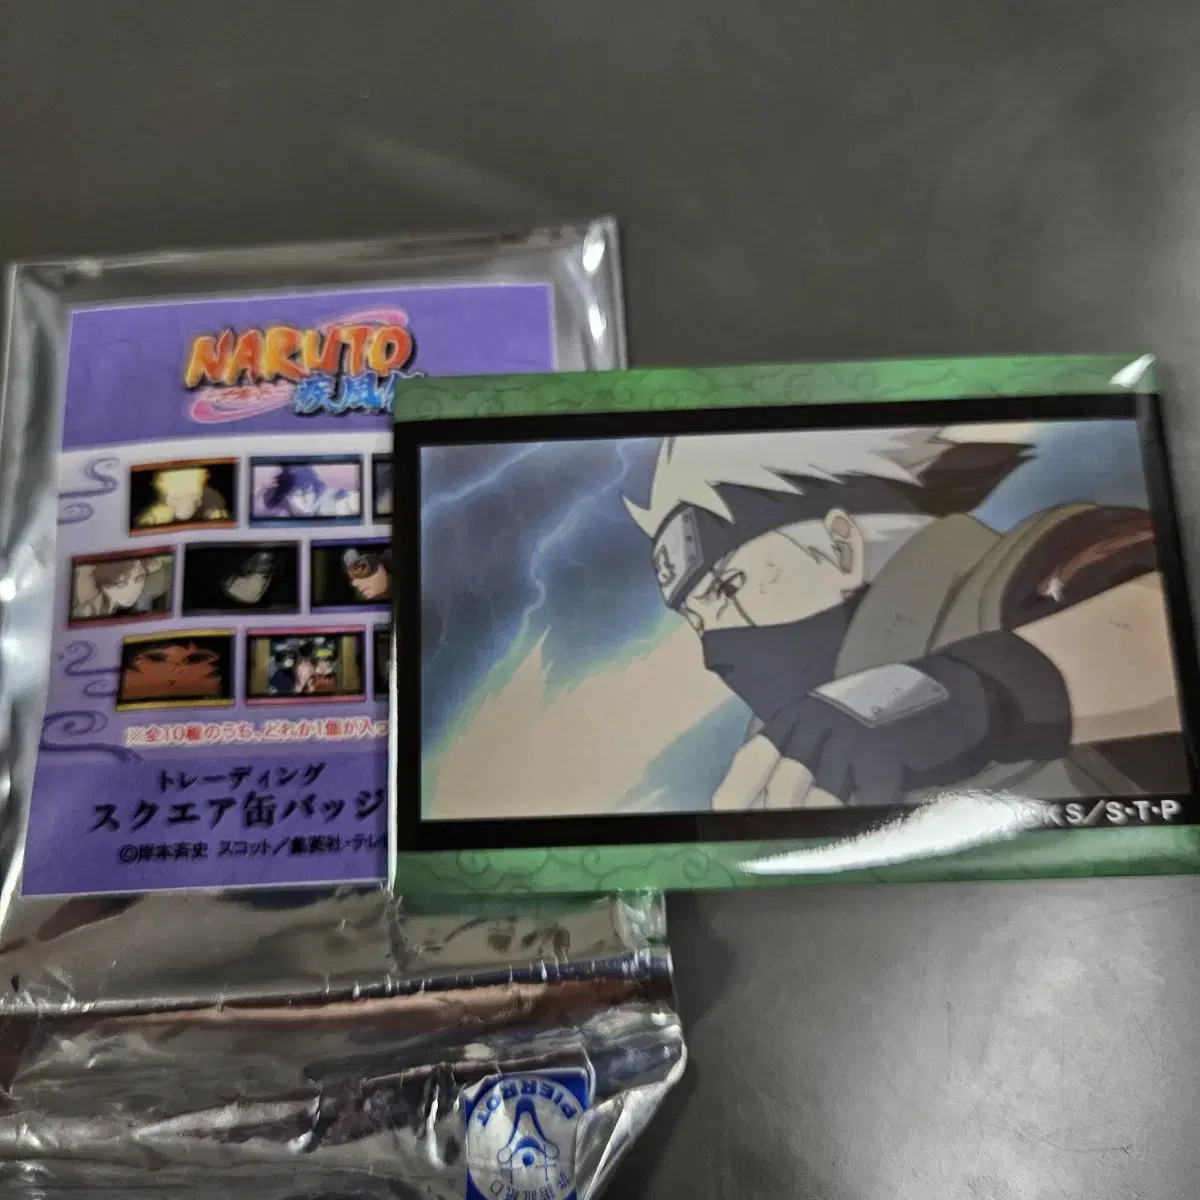 NARUTO
疾風
※全10種のうち、どれか1個が入っ
トレーディング
スクエア缶バッジ
©岸本斉史 スコット／集英社・テレ
KS/S・T・P
PIERROT